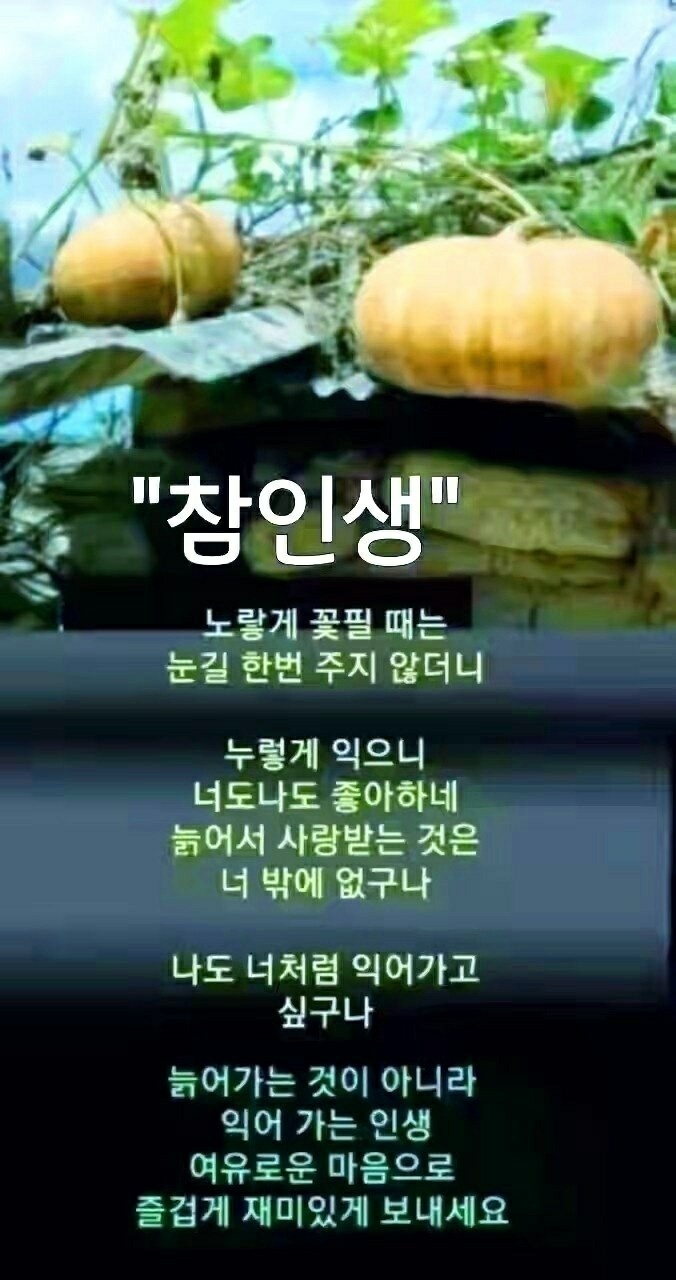 "참인생"
노랗게 꽃필 때는
눈길 한번 주지 않더니
누렇게 익으니
너도나도 좋아하네
늙어서 사랑받는 것은
너 밖에 없구나
나도 너처럼 익어가고
싶구나
늙어가는 것이 아니라
익어 가는 인생
여유로운 마음으로
즐겁게 재미있게 보내세요